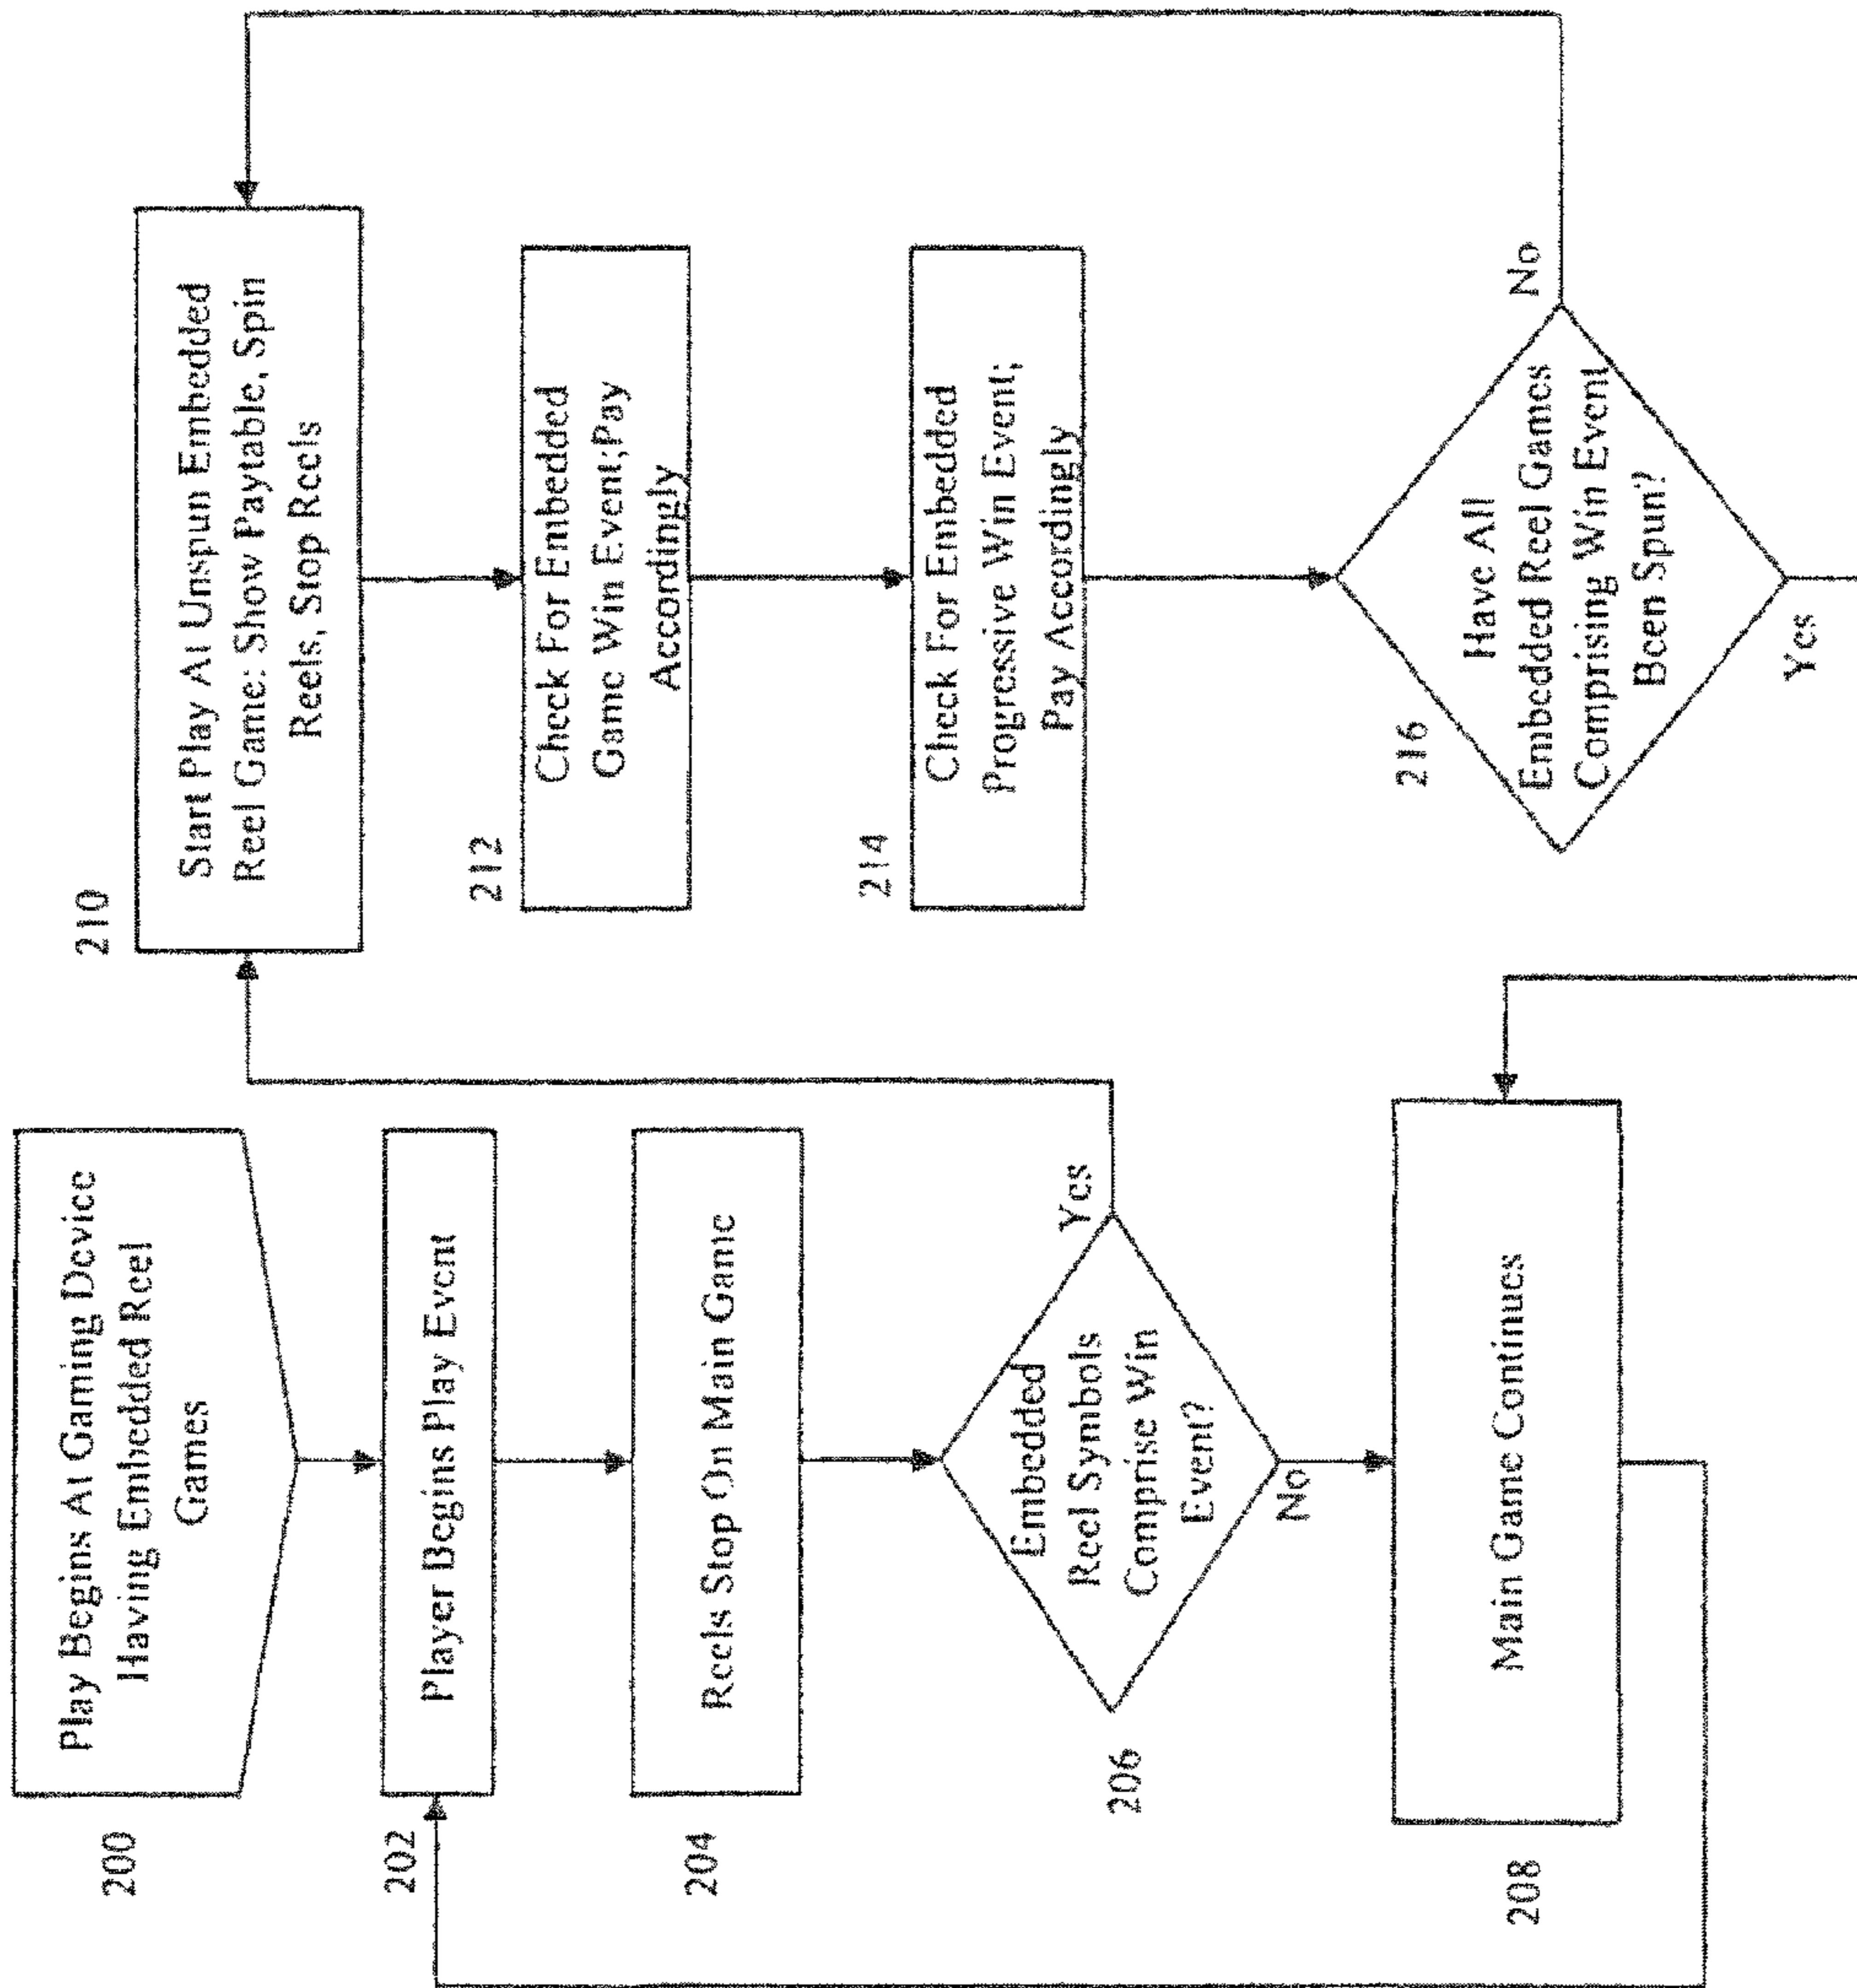 200
Play Begins At Gaming Device
Having Embedded Reel
Games
202
Player Begins Play Event
204
Reels Stop On Main Game
206
Embedded
Reel Symbols
Comprise Win
Event?
Yes
No
208
Main Game Continues
210
Start Play At Unspun Embedded
Reel Game: Show Paytable, Spin
Reels, Stop Reels
212
Check For Embedded
Game Win Event;Pay
Accordingly
214
Check For Embedded
Progressive Win Event;
Pay Accordingly
216
Have All
Embedded Reel Games
Comprising Win Event
Been Spun?
No
Yes